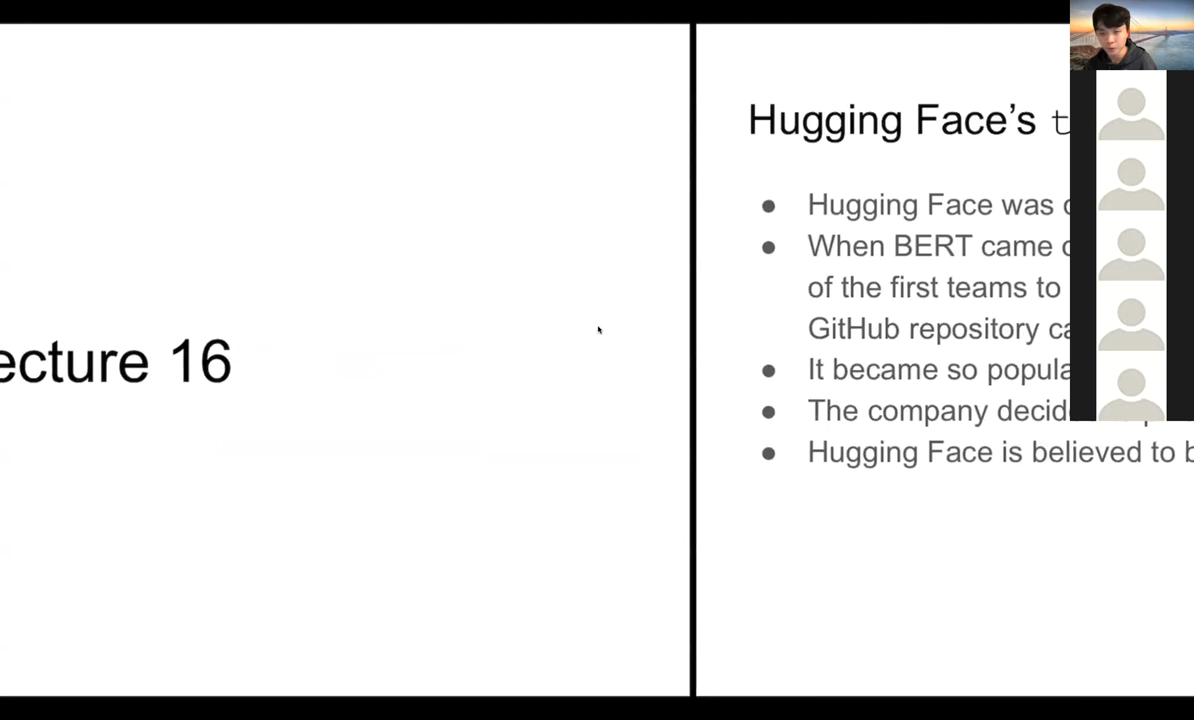 ecture 16
Hugging Face's t
Hugging Face was
When BERT came
of the first teams to
GitHub repository ca
It became so popula
The company decid
Hugging Face is believed to b